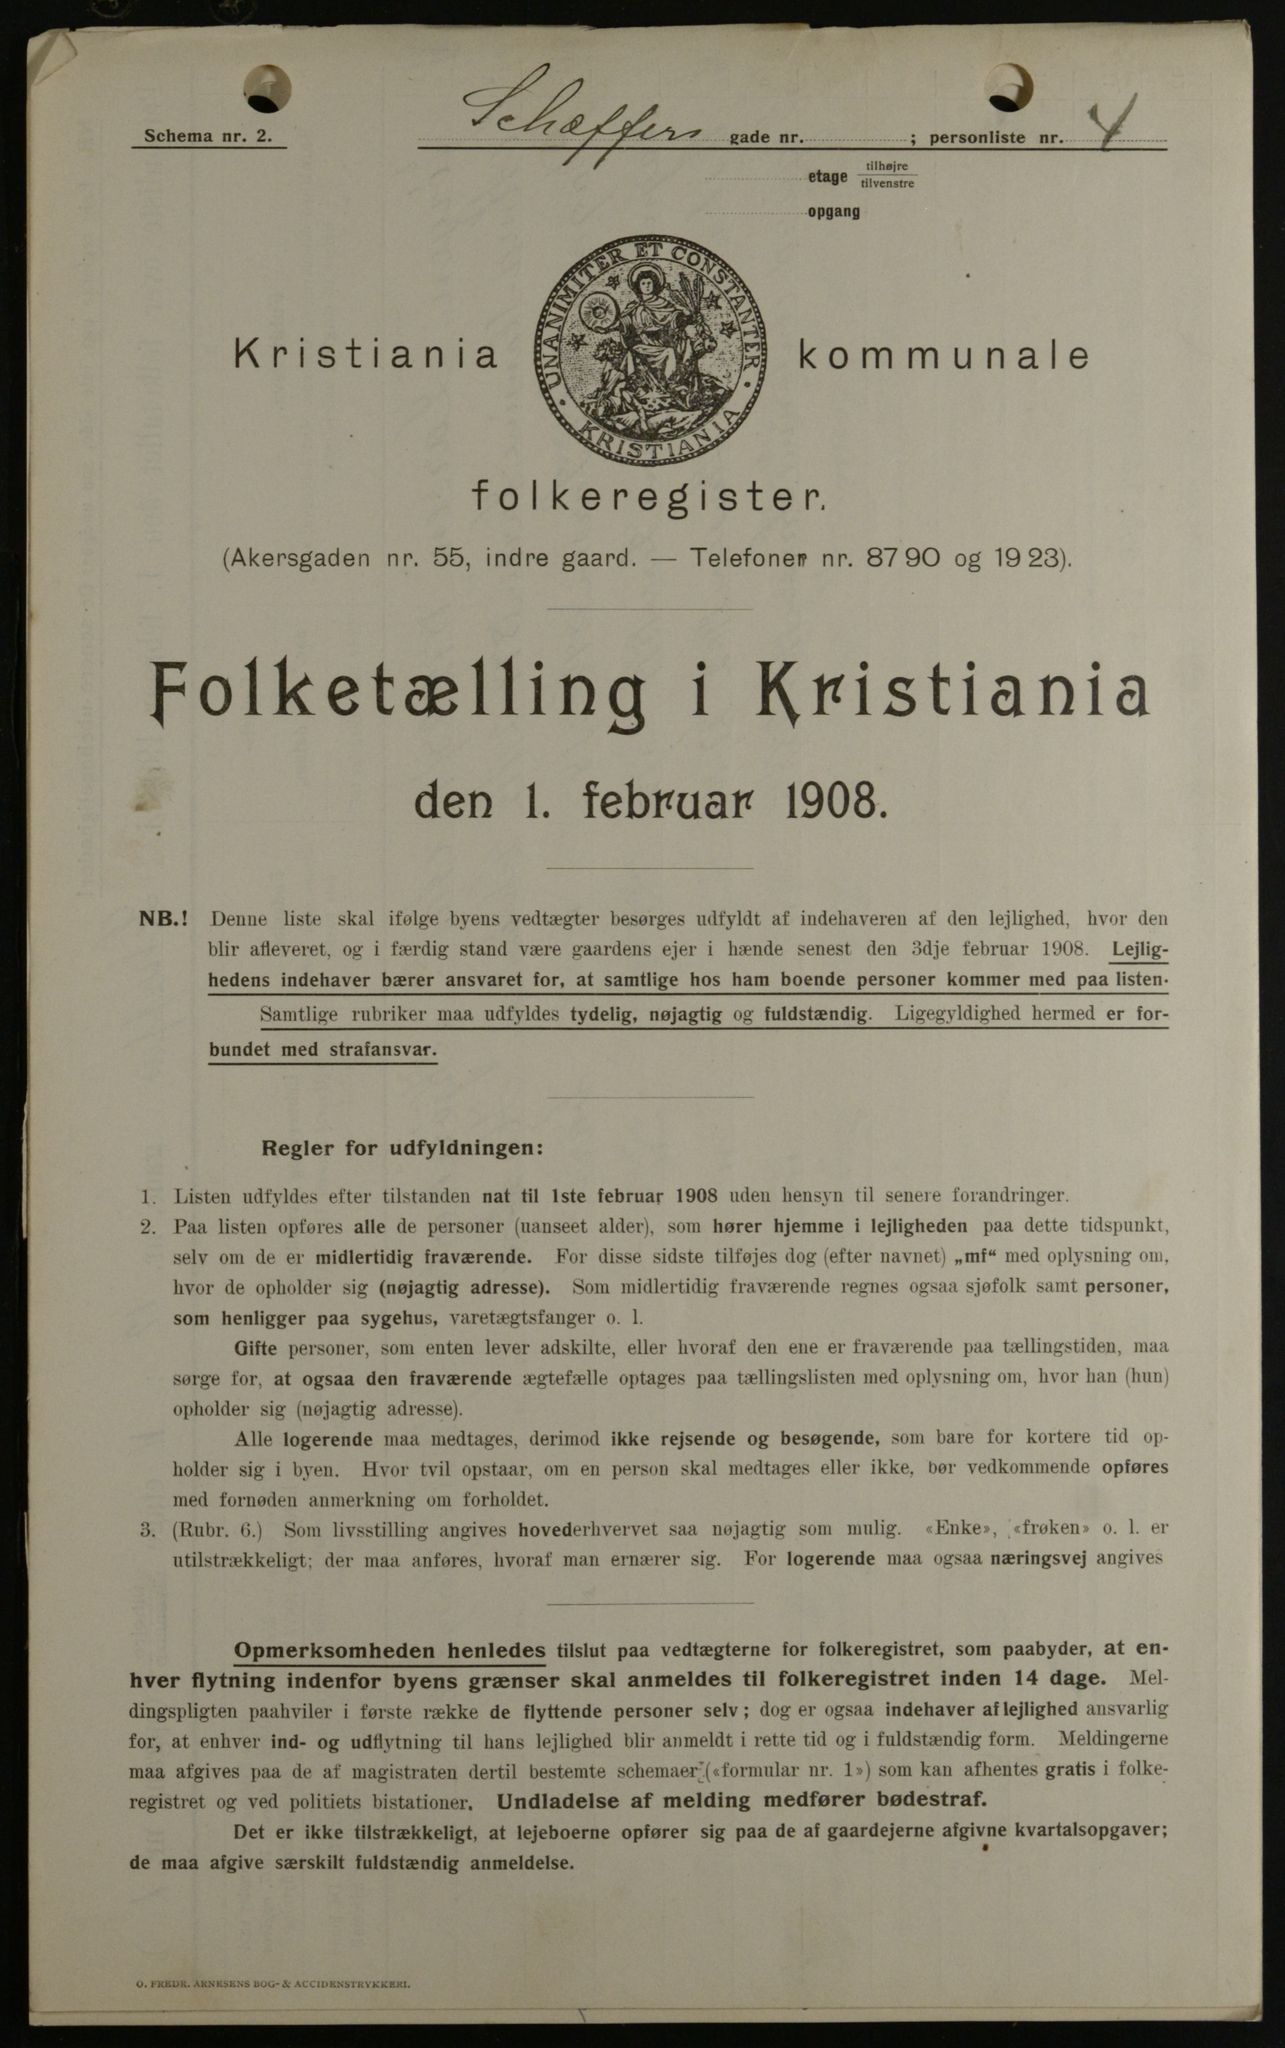 Schema nr. 2.
Schæffers gade nr. ; personliste nr. 4
etage tilhøjre
tilvenstre
opgang
UNANIMITER ET CONSTANTER
KRISTIANIA
Kristiania kommunale
folkeregister.
(Akersgaden nr. 55, indre gaard. — Telefoner nr. 8790 og 1923).
Folketælling i Kristiania
den 1. februar 1908.
NB.! Denne liste skal ifølge byens vedtægter besørges udfyldt af indehaveren af den lejlighed, hvor den
blir afleveret, og i færdig stand være gaardens ejer i hænde senest den 3dje februar 1908. Lejlig-
hedens indehaver bærer ansvaret for, at samtlige hos ham boende personer kommer med paa listen.
Samtlige rubriker maa udfyldes tydelig, nøjagtig og fuldstændig. Ligegyldighed hermed er for-
bundet med strafansvar.
Regler for udfyldningen:
1. Listen udfyldes efter tilstanden nat til 1ste februar 1908 uden hensyn til senere forandringer.
2. Paa listen opføres alle de personer (uanseet alder), som hører hjemme i lejligheden paa dette tidspunkt,
selv om de er midlertidig fraværende. For disse sidste tilføjes dog (efter navnet) „mf“ med oplysning om,
hvor de opholder sig (nøjagtig adresse). Som midlertidig fraværende regnes ogsaa sjøfolk samt personer,
som henligger paa sygehus, varetægtsfanger o. l.
Gifte personer, som enten lever adskilte, eller hvoraf den ene er fraværende paa tællingstiden, maa
sørge for, at ogsaa den fraværende ægtefælle optages paa tællingslisten med oplysning om, hvor han (hun)
opholder sig (nøjagtig adresse).
Alle logerende maa medtages, derimod ikke rejsende og besøgende, som bare for kortere tid op-
holder sig i byen. Hvor tvil opstaar, om en person skal medtages eller ikke, bør vedkommende opføres
med fornøden anmerkning om forholdet.
3. (Rubr. 6.) Som livsstilling angives hovederhvervet saa nøjagtig som mulig. «Enke», «frøken» o. l. er
utilstrækkeligt; der maa anføres, hvoraf man ernærer sig. For logerende maa ogsaa næringsvej angives
Opmerksomheden henledes tilslut paa vedtægterne for folkeregistret, som paabyder, at en-
hver flytning indenfor byens grænser skal anmeldes til folkeregistret inden 14 dage. Mel-
dingspligten paahviler i første række de flyttende personer selv; dog er ogsaa indehaver af lejlighed ansvarlig
for, at enhver ind- og udflytning til hans lejlighed blir anmeldt i rette tid og i fuldstændig form. Meldingerne
maa afgives paa de af magistraten dertil bestemte schemaer («formular nr. 1») som kan afhentes gratis i folke-
registret og ved politiets bistationer. Undladelse af melding medfører bødestraf.
Det er ikke tilstrækkeligt, at lejeboerne opfører sig paa de af gaardejerne afgivne kvartalsopgaver;
de maa afgive særskilt fuldstændig anmeldelse.
O. FREDR. ARNESENS BOG- & ACCIDENSTRYKKERI.